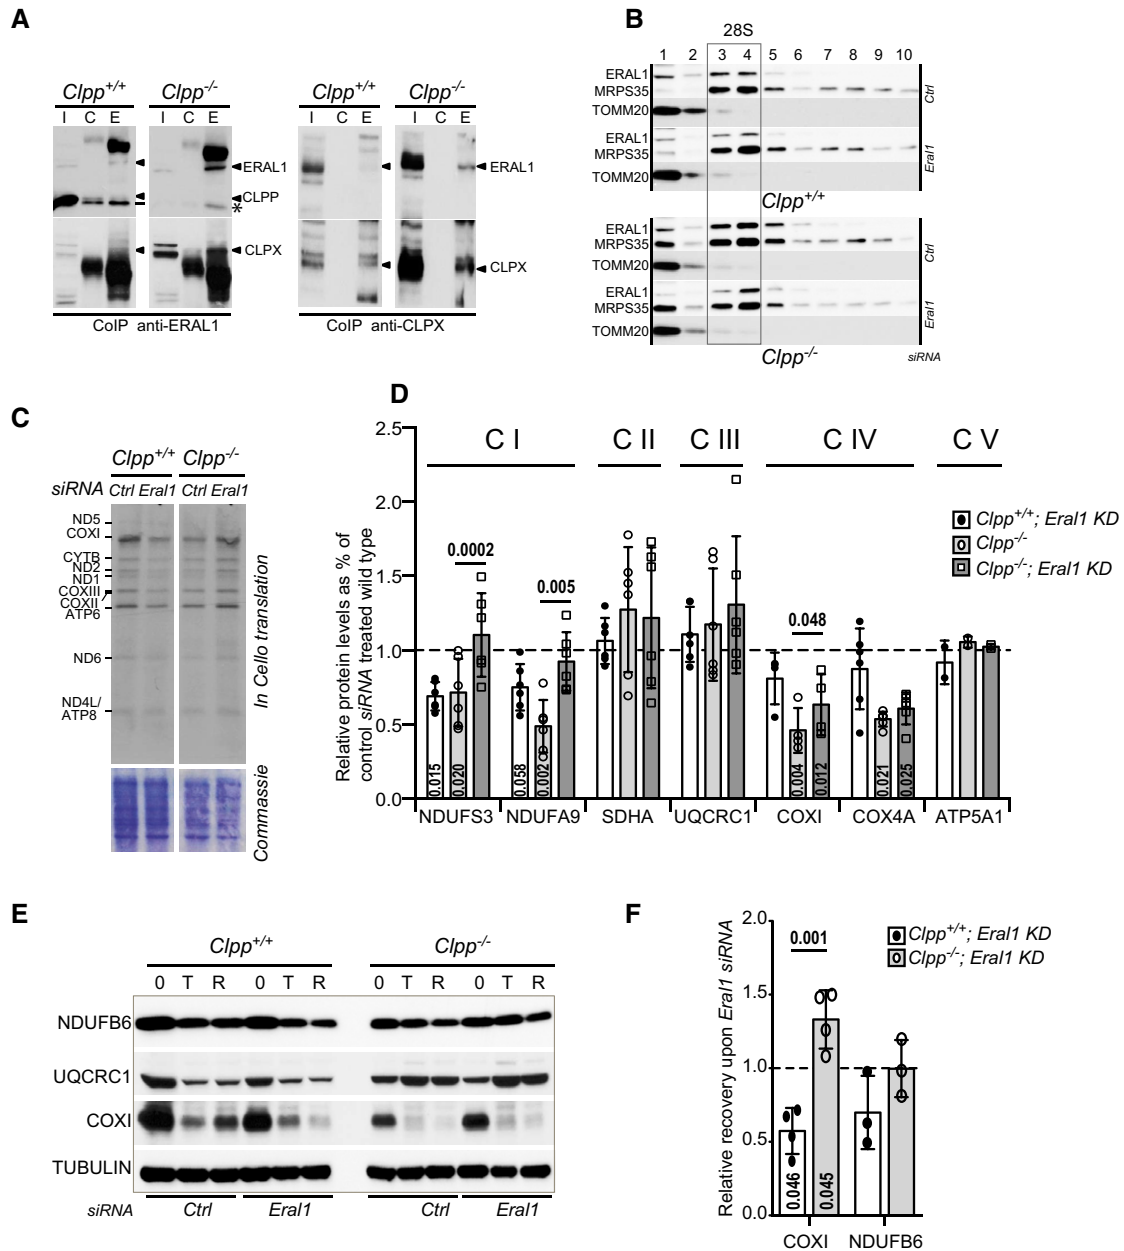 A
Clpp+/+ Clpp-/- Clpp+/+ Clpp-/-
I C E I C E I C E I C E
ERAL1 ERAL1
CLPP
*
CLPX CLPX
CoIP anti-ERAL1 CoIP anti-CLPX
B
28S
1 2 3 4 5 6 7 8 9 10
ERAL1
MRPS35
TOMM20
Ctrl
ERAL1
MRPS35
TOMM20
Eral1
Clpp+/+
ERAL1
MRPS35
TOMM20
Ctrl
ERAL1
MRPS35
TOMM20
Eral1
Clpp-/- siRNA
C
Clpp+/+ Clpp-/-
siRNA Ctrl Eral1 Ctrl Eral1
ND5
COXI
CYTB
ND2
ND1
COXIII
COXII
ATP6
ND6
ND4L/
ATP8
In Cello translation
Commassie
D
Relative protein levels as % of
control siRNA treated wild type
2.5
2.0
1.5
1.0
0.5
0.0
C I C II C III C IV C V
0.0002
0.005
0.048
0.015 0.020 0.058 0.002 0.004 0.012 0.021 0.025
NDUFS3 NDUFA9 SDHA UQCRC1 COXI COX4A ATP5A1
Clpp+/+; Eral1 KD
Clpp-/-
Clpp-/-; Eral1 KD
E
Clpp+/+ Clpp-/-
0 T R 0 T R 0 T R 0 T R
NDUFB6
UQCRC1
COXI
TUBULIN
siRNA Ctrl Eral1 Ctrl Eral1
F
Relative recovery upon Eral1 siRNA
2.0
1.5
1.0
0.5
0.0
0.001
0.046 0.045
COXI NDUFB6
Clpp+/+; Eral1 KD
Clpp-/-; Eral1 KD